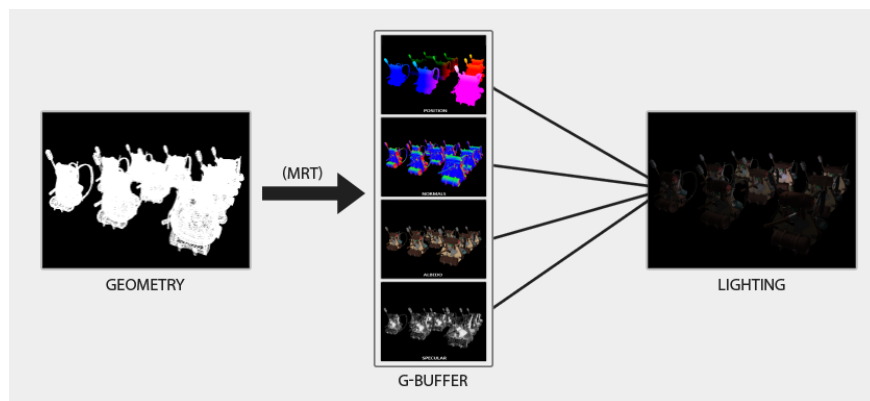 (MRT)
POSITION
NORMALS
ALBEDO
SPECULAR
GEOMETRY
G-BUFFER
LIGHTING